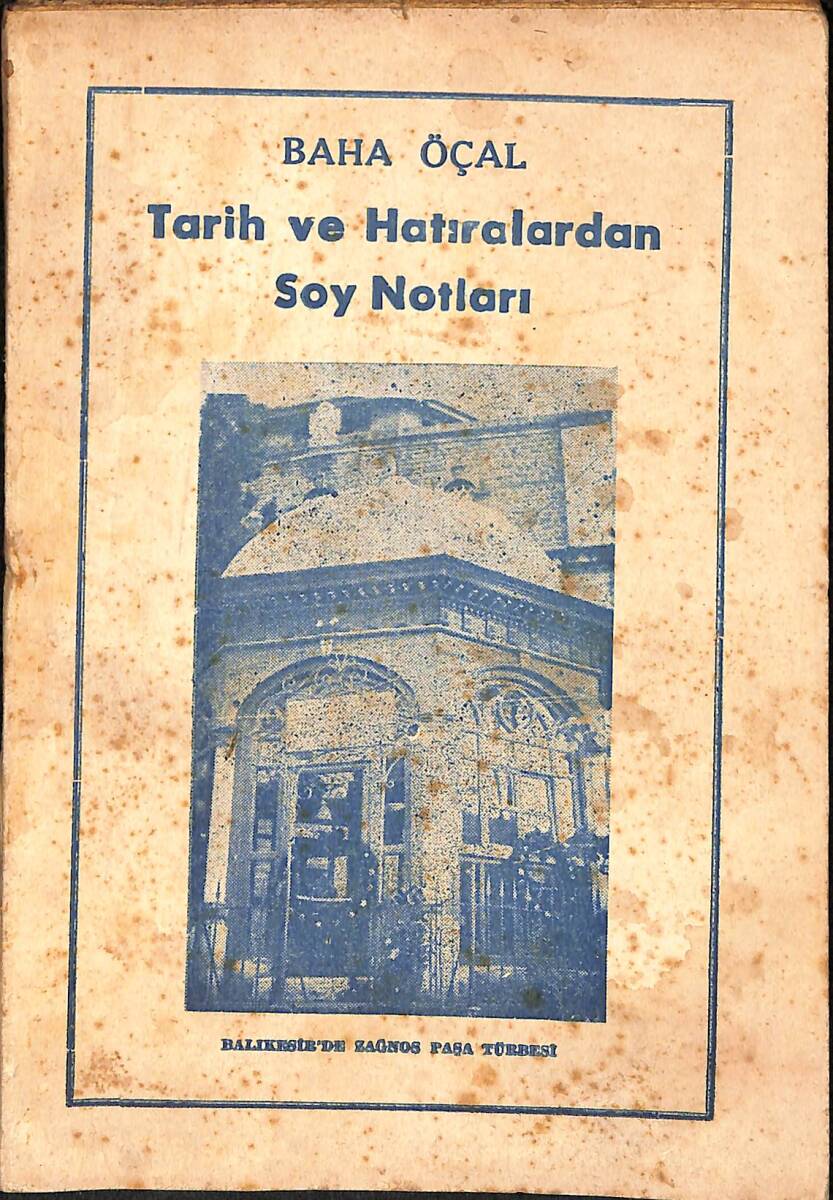 BAHA ÖÇAL
Tarih ve Hatıralardan
Soy Notları
BALIKESİR'DE ZAĞNOS PAŞA TÜRBESİ